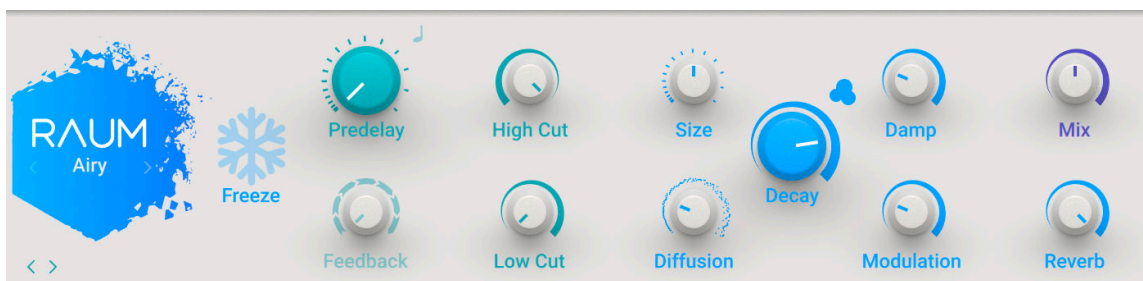 RAUM
Airy
Freeze
Predelay
High Cut
Size
Damp
Mix
Decay
Feedback
Low Cut
Diffusion
Modulation
Reverb